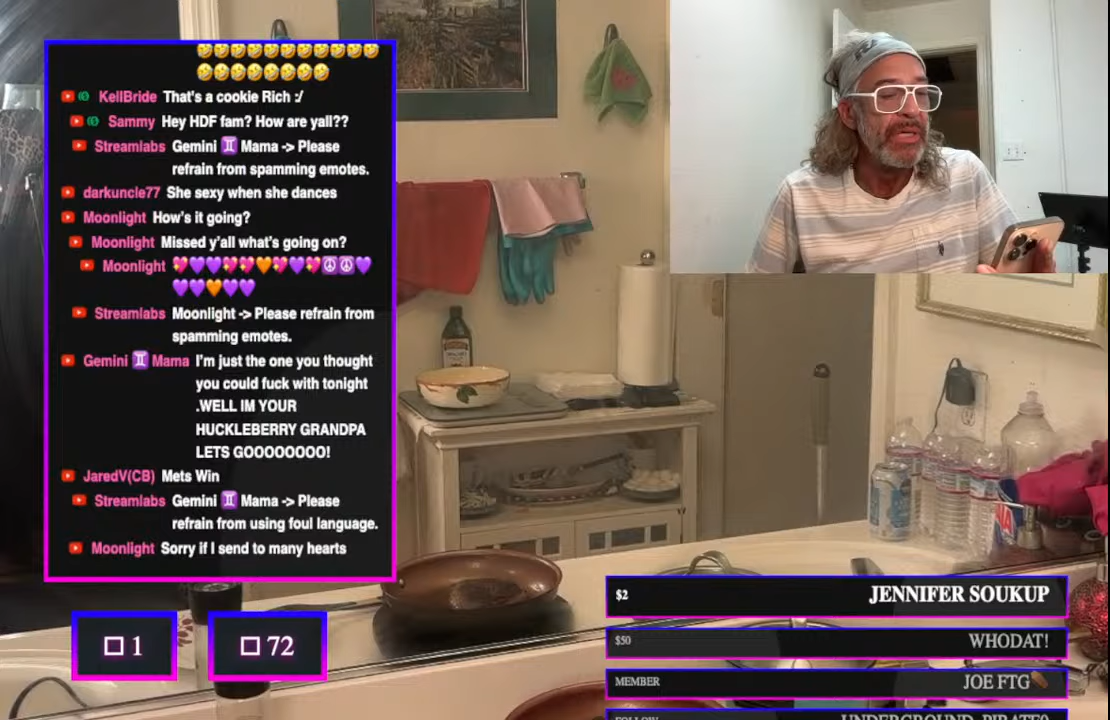 KellBride That's a cookie Rich :/
Sammy Hey HDF fam? How are yall??
Streamlabs Gemini ♊ Mama -> Please
refrain from spamming emotes.
darkuncle77 She sexy when she dances
Moonlight How's it going?
Moonlight Missed y'all what's going on?
Moonlight
Streamlabs Moonlight -> Please refrain from
spamming emotes.
Gemini ♊ Mama I'm just the one you thought
you could fuck with tonight
.WELL IM YOUR
HUCKLEBERRY GRANDPA
LETS GOOOOOOOO!
JaredV(CB) Mets Win
Streamlabs Gemini ♊ Mama -> Please
refrain from using foul language.
Moonlight Sorry if I send to many hearts
1
72
$2 JENNIFER SOUKUP
$50 WHODAT!
MEMBER JOE FTG
FOLLOW UNDERGROUND_PIRATE2